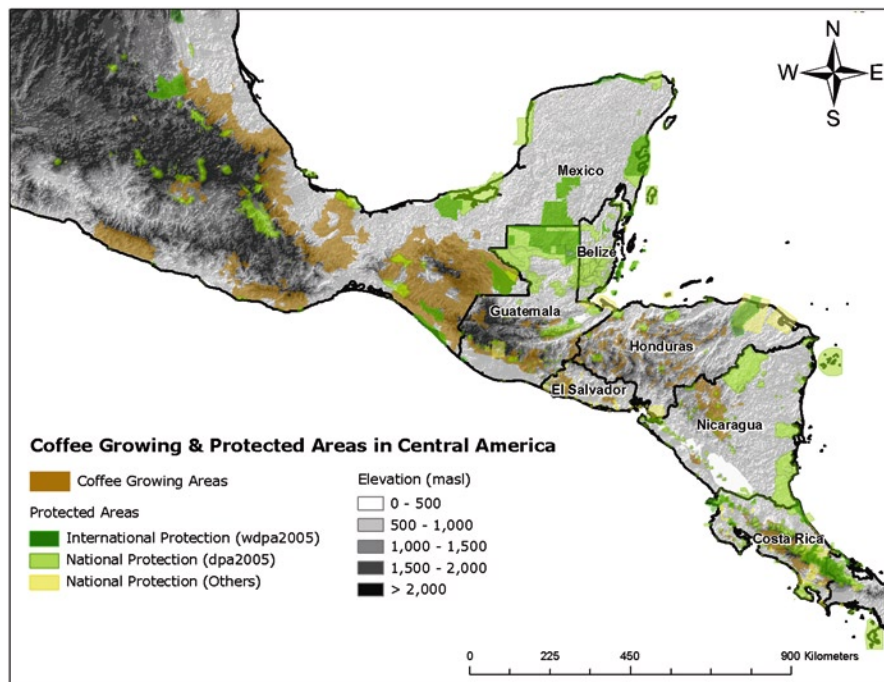 N
W E
S
Mexico
Belize
Guatemala
Honduras
El Salvador
Nicaragua
Costa Rica
Coffee Growing & Protected Areas in Central America
Coffee Growing Areas
Protected Areas
International Protection (wdpa2005)
National Protection (dpa2005)
National Protection (Others)
Elevation (masl)
0 - 500
500 - 1,000
1,000 - 1,500
1,500 - 2,000
> 2,000
0 225 450 900 Kilometers